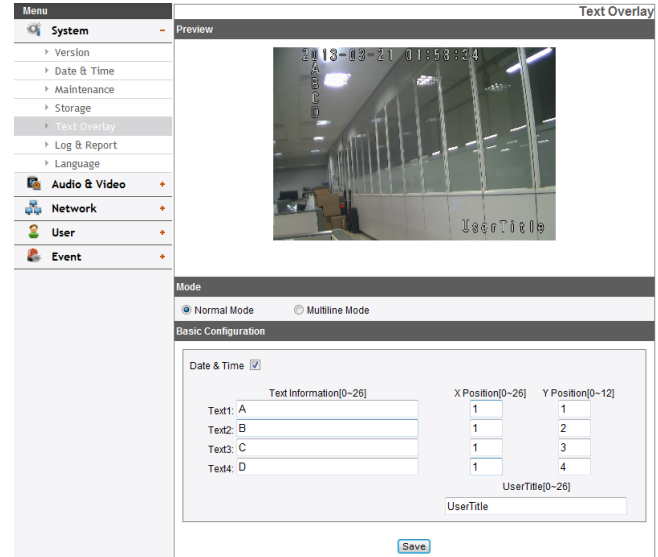 Menu
Text Overlay
System
-
Version
Date & Time
Maintenance
Storage
Text Overlay
Log & Report
Language
Audio & Video +
Network +
User +
Event +
Preview
2013-03-21 01:58:34
A
B
C
D
UserTitle
Mode
Normal Mode
Multiline Mode
Basic Configuration
Date & Time
Text Information[0~26] X Position[0~26] Y Position[0~12]
Text1: A 1 1
Text2: B 1 2
Text3: C 1 3
Text4: D 1 4
UserTitle[0~26]
UserTitle
Save